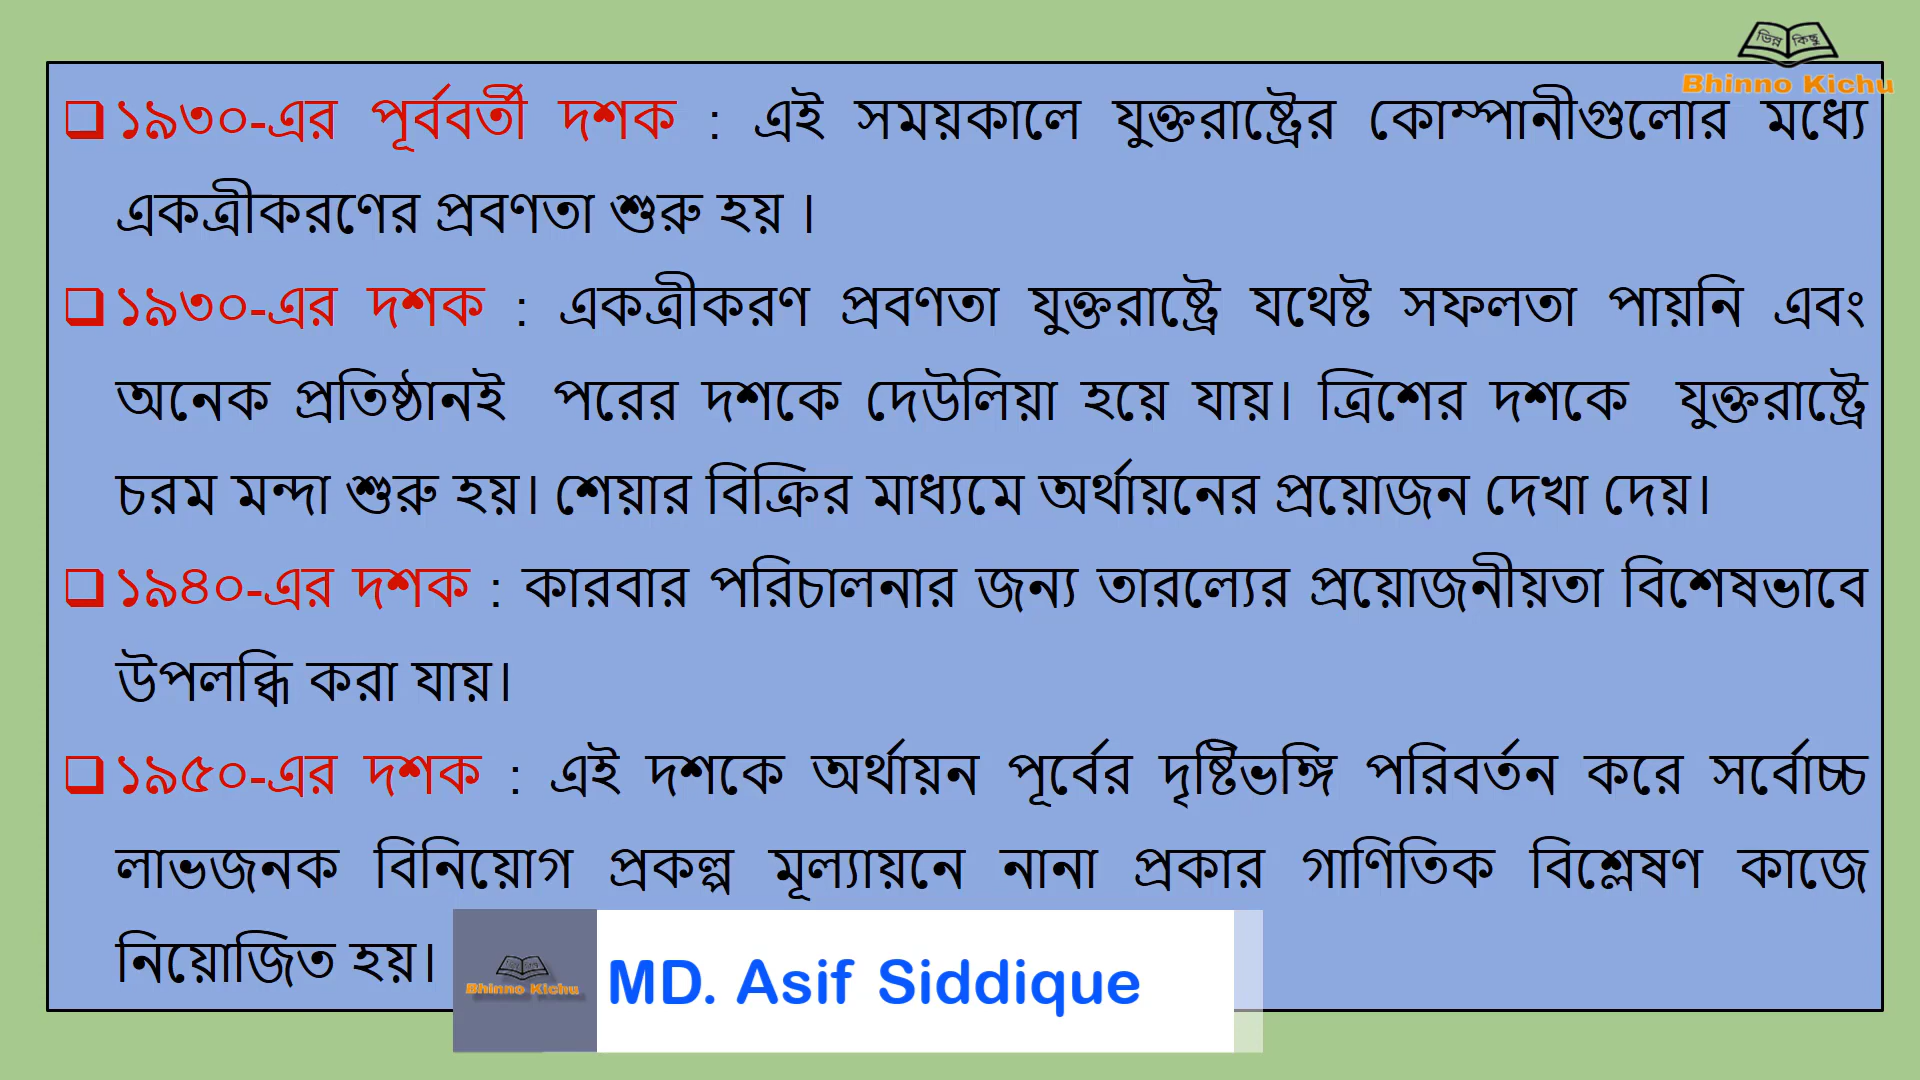 ভিন্ন কিছু
Bhinno Kichu
❑১৯৩০-এর পূর্ববর্তী দশক : এই সময়কালে যুক্তরাষ্ট্রের কোম্পানীগুলোর মধ্যে
একত্রীকরণের প্রবণতা শুরু হয় ।
❑১৯৩০-এর দশক : একত্রীকরণ প্রবণতা যুক্তরাষ্ট্রে যথেষ্ট সফলতা পায়নি এবং
অনেক প্রতিষ্ঠানই পরের দশকে দেউলিয়া হয়ে যায়। ত্রিশের দশকে যুক্তরাষ্ট্রে
চরম মন্দা শুরু হয়। শেয়ার বিক্রির মাধ্যমে অর্থায়নের প্রয়োজন দেখা দেয়।
❑১৯৪০-এর দশক : কারবার পরিচালনার জন্য তারল্যের প্রয়োজনীয়তা বিশেষভাবে
উপলব্ধি করা যায়।
❑১৯৫০-এর দশক : এই দশকে অর্থায়ন পূর্বের দৃষ্টিভঙ্গি পরিবর্তন করে সর্বোচ্চ
লাভজনক বিনিয়োগ প্রকল্প মূল্যায়নে নানা প্রকার গাণিতিক বিশ্লেষণ কাজে
নিয়োজিত হয়।
Bhinno Kichu
MD. Asif Siddique